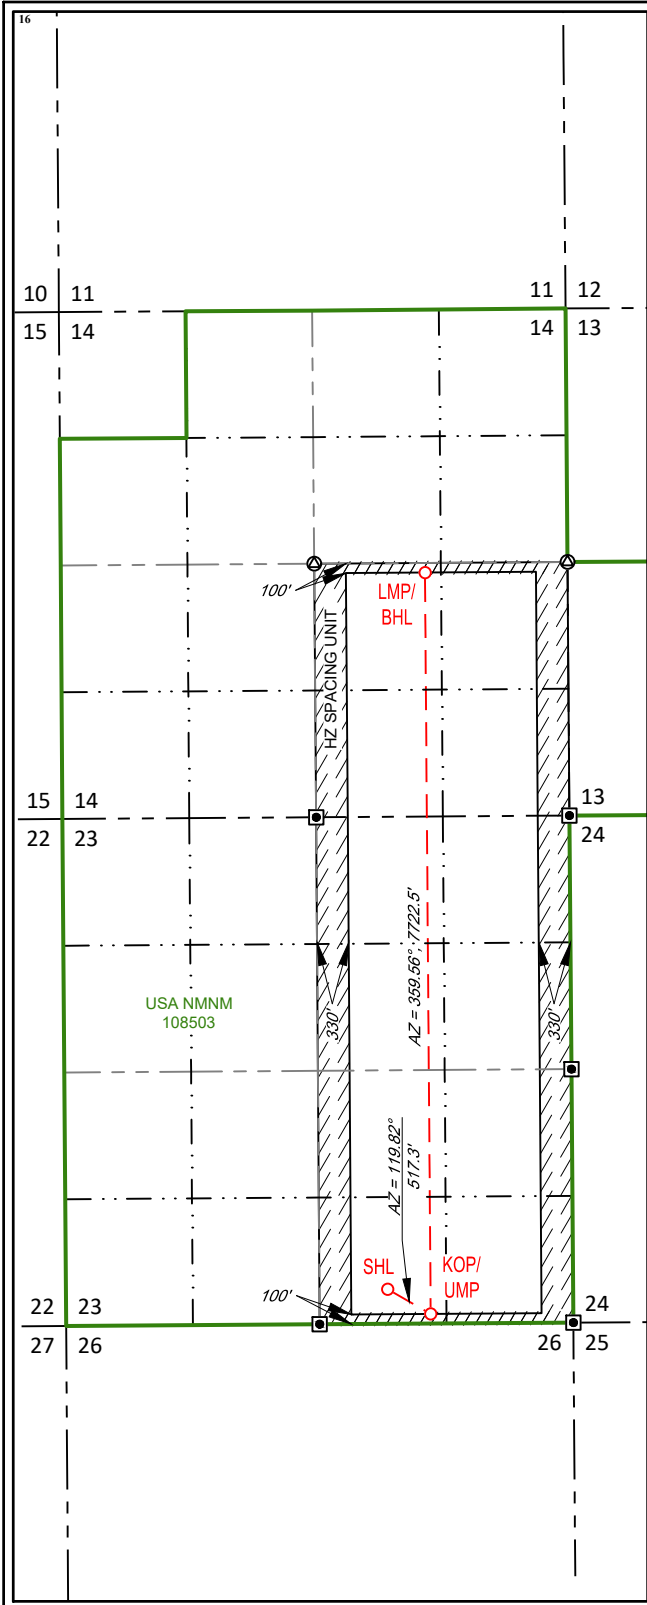 16
10 11
11 12
15 14
14 13
100'
LMP/
BHL
HZ SPACING UNIT
15 14
13
22 23
24
AZ = 359.56°, 7722.5'
USA NMNM
108503
330'
330'
AZ = 119.82°
517.3'
SHL
KOP/
UMP
100'
22 23
24
27 26
26 25